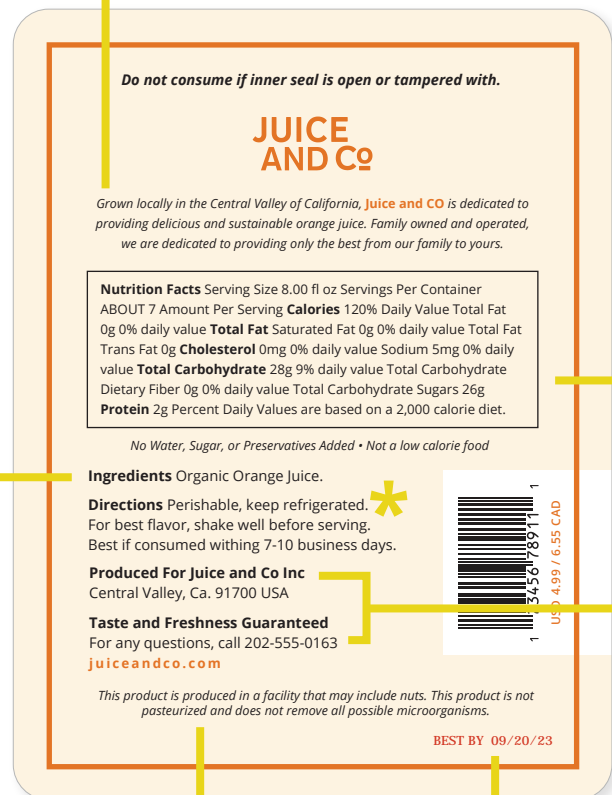 Do not consume if inner seal is open or tampered with.
JUICE
AND Co
Grown locally in the Central Valley of California, Juice and CO is dedicated to
providing delicious and sustainable orange juice. Family owned and operated,
we are dedicated to providing only the best from our family to yours.
Nutrition Facts Serving Size 8.00 fl oz Servings Per Container
ABOUT 7 Amount Per Serving Calories 120% Daily Value Total Fat
0g 0% daily value Total Fat Saturated Fat 0g 0% daily value Total Fat
Trans Fat 0g Cholesterol 0mg 0% daily value Sodium 5mg 0% daily
value Total Carbohydrate 28g 9% daily value Total Carbohydrate
Dietary Fiber 0g 0% daily value Total Carbohydrate Sugars 26g
Protein 2g Percent Daily Values are based on a 2,000 calorie diet.
No Water, Sugar, or Preservatives Added • Not a low calorie food
Ingredients Organic Orange Juice.
Directions Perishable, keep refrigerated. *
For best flavor, shake well before serving.
Best if consumed withing 7-10 business days.
Produced For Juice and Co Inc
Central Valley, Ca. 91700 USA
Taste and Freshness Guaranteed
For any questions, call 202-555-0163
juiceandco.com
1 23456 78911 1
USD 4.99 / 6.55 CAD
This product is produced in a facility that may include nuts. This product is not
pasteurized and does not remove all possible microorganisms.
BEST BY 09/20/23